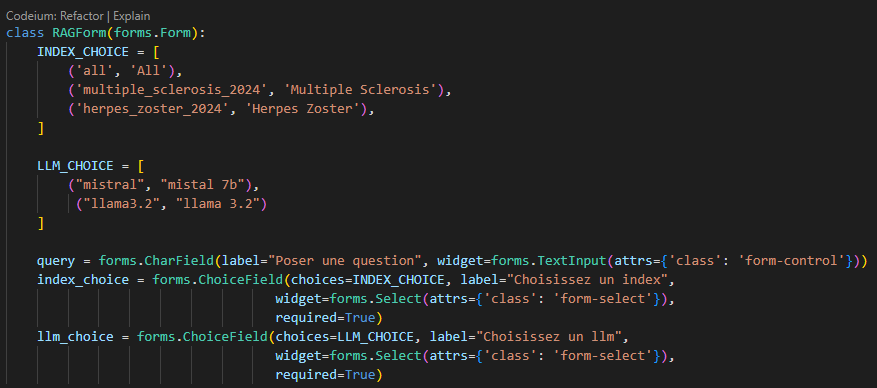 Codeium: Refactor | Explain
class RAGForm(forms.Form):
    INDEX_CHOICE = [
        ('all', 'All'),
        ('multiple_sclerosis_2024', 'Multiple Sclerosis'),
        ('herpes_zoster_2024', 'Herpes Zoster'),
    ]

    LLM_CHOICE = [
        ("mistral", "mistal 7b"),
         ("llama3.2", "llama 3.2")
    ]

    query = forms.CharField(label="Poser une question", widget=forms.TextInput(attrs={'class': 'form-control'}))
    index_choice = forms.ChoiceField(choices=INDEX_CHOICE, label="Choisissez un index",
                                  widget=forms.Select(attrs={'class': 'form-select'}),
                                  required=True)
    llm_choice = forms.ChoiceField(choices=LLM_CHOICE, label="Choisissez un llm",
                                  widget=forms.Select(attrs={'class': 'form-select'}),
                                  required=True)